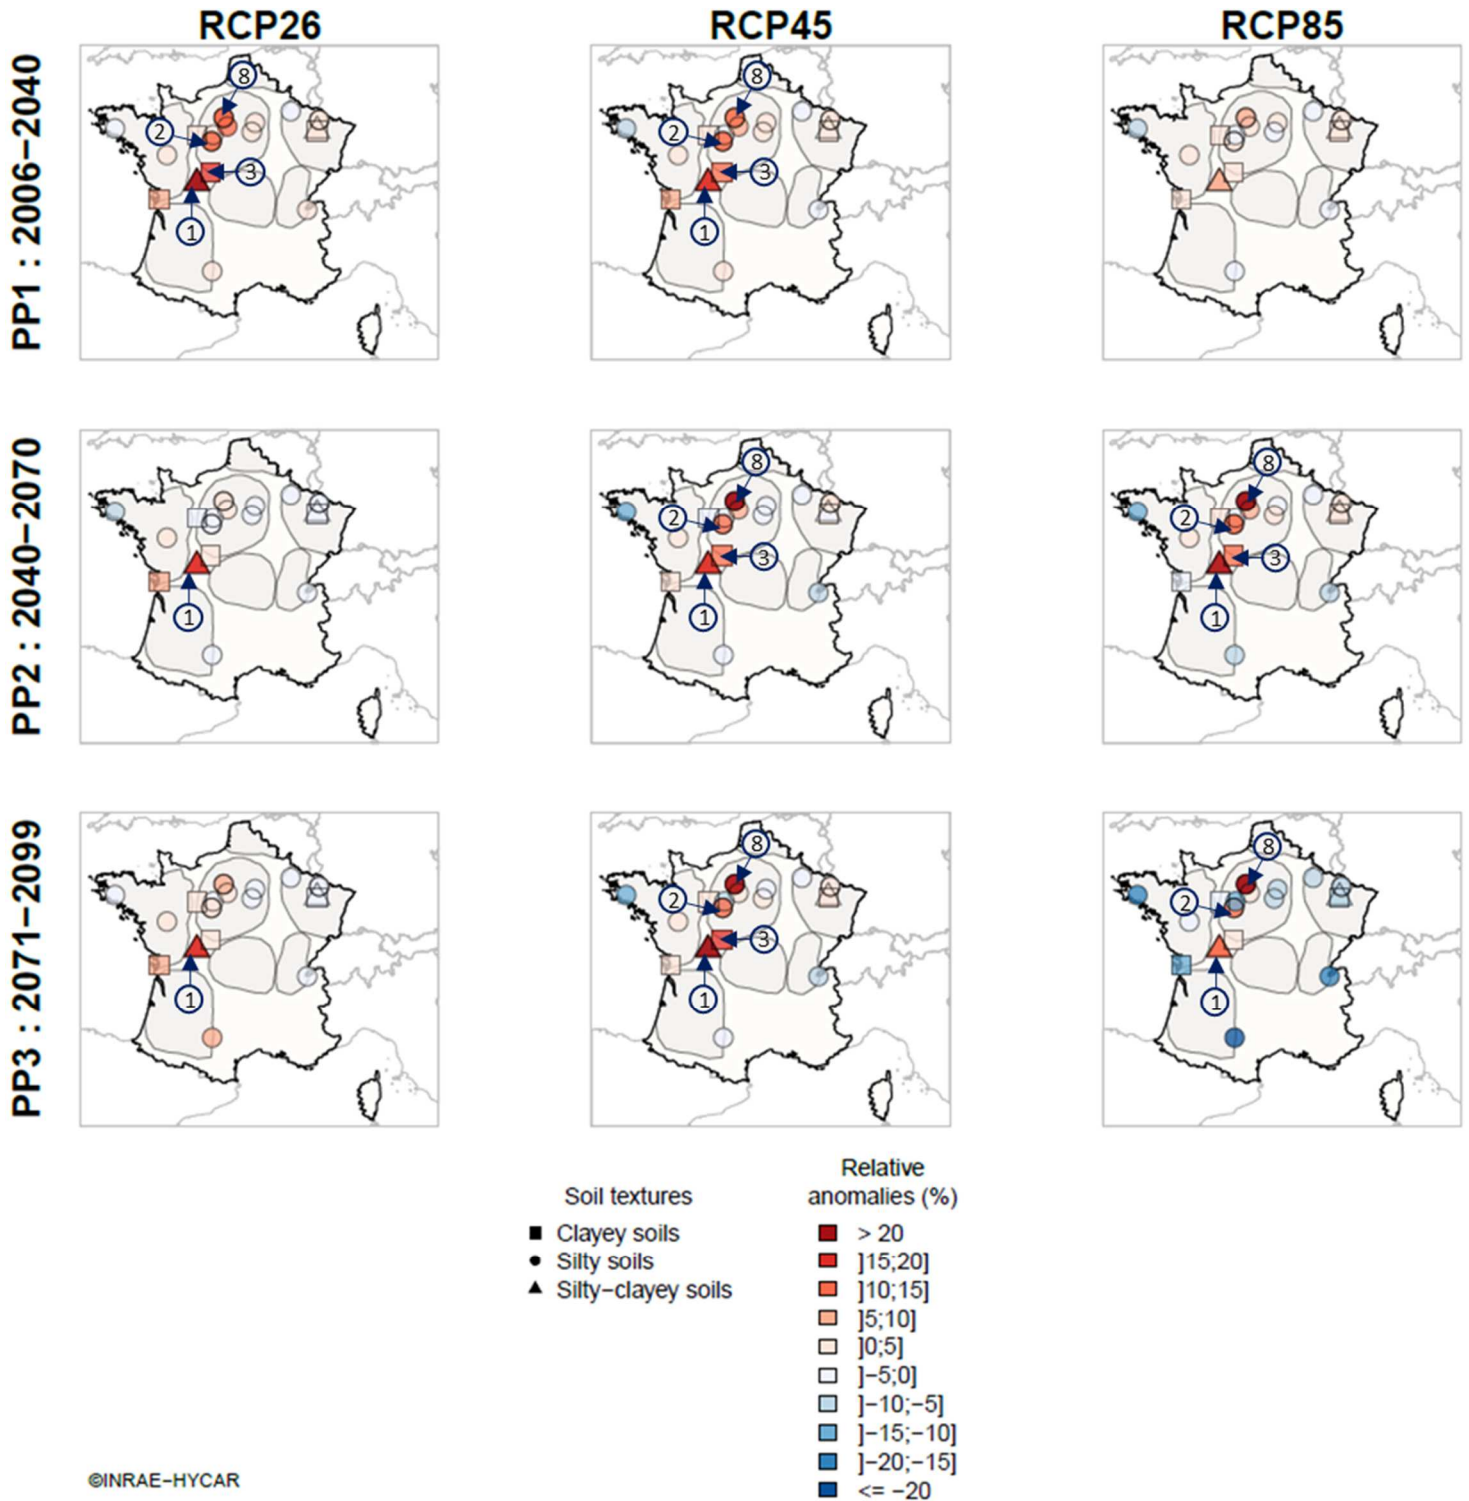 RCP26 RCP45 RCP85
PP1 : 2006−2040
8 8
2 2
3 3
1 1
PP2 : 2040−2070
8 8
2 2
3 3
1 1 1
PP3 : 2071−2099
8 8
2 2
3
1 1 1
Soil textures
Clayey soils
Silty soils
Silty−clayey soils
Relative
anomalies (%)
> 20
]15;20]
]10;15]
]5;10]
]0;5]
]−5;0]
]−10;−5]
]−15;−10]
]−20;−15]
<= −20
©INRAE−HYCAR